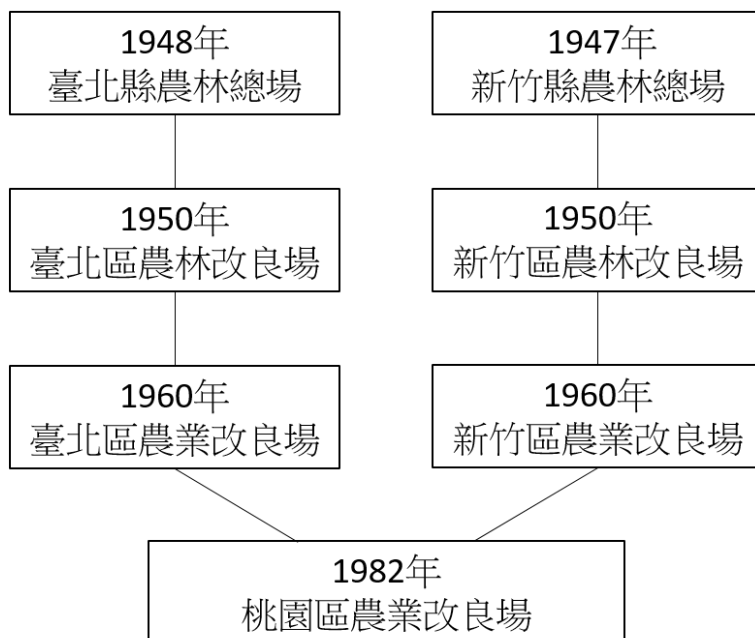 1948年
臺北縣農林總場
1947年
新竹縣農林總場
1950年
臺北區農林改良場
1950年
新竹區農林改良場
1960年
臺北區農業改良場
1960年
新竹區農業改良場
1982年
桃園區農業改良場